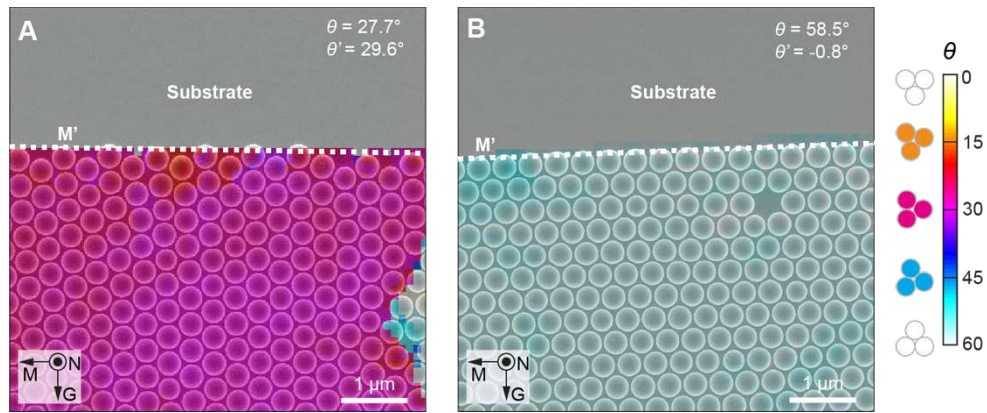 A
θ = 27.7°
θ' = 29.6°
Substrate
M'
N
M
G
1 µm
B
θ = 58.5°
θ' = -0.8°
Substrate
M'
N
M
G
1 µm
θ
0
15
30
45
60